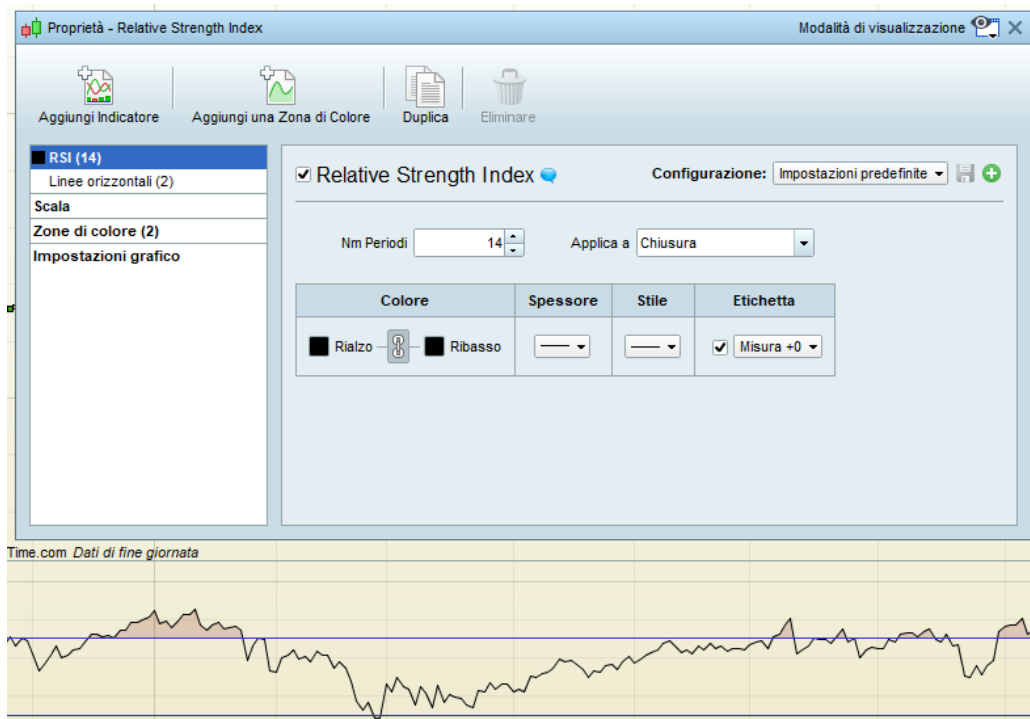 Proprietà - Relative Strength Index
Modalità di visualizzazione
Aggiungi Indicatore
Aggiungi una Zona di Colore
Duplica
Eliminare
RSI (14)
Linee orizzontali (2)
Scala
Zone di colore (2)
Impostazioni grafico
Relative Strength Index
Configurazione: Impostazioni predefinite
Nm Periodi 14 Applica a Chiusura
Colore Spessore Stile Etichetta
Rialzo Ribasso Misura +0
Time.com Dati di fine giornata